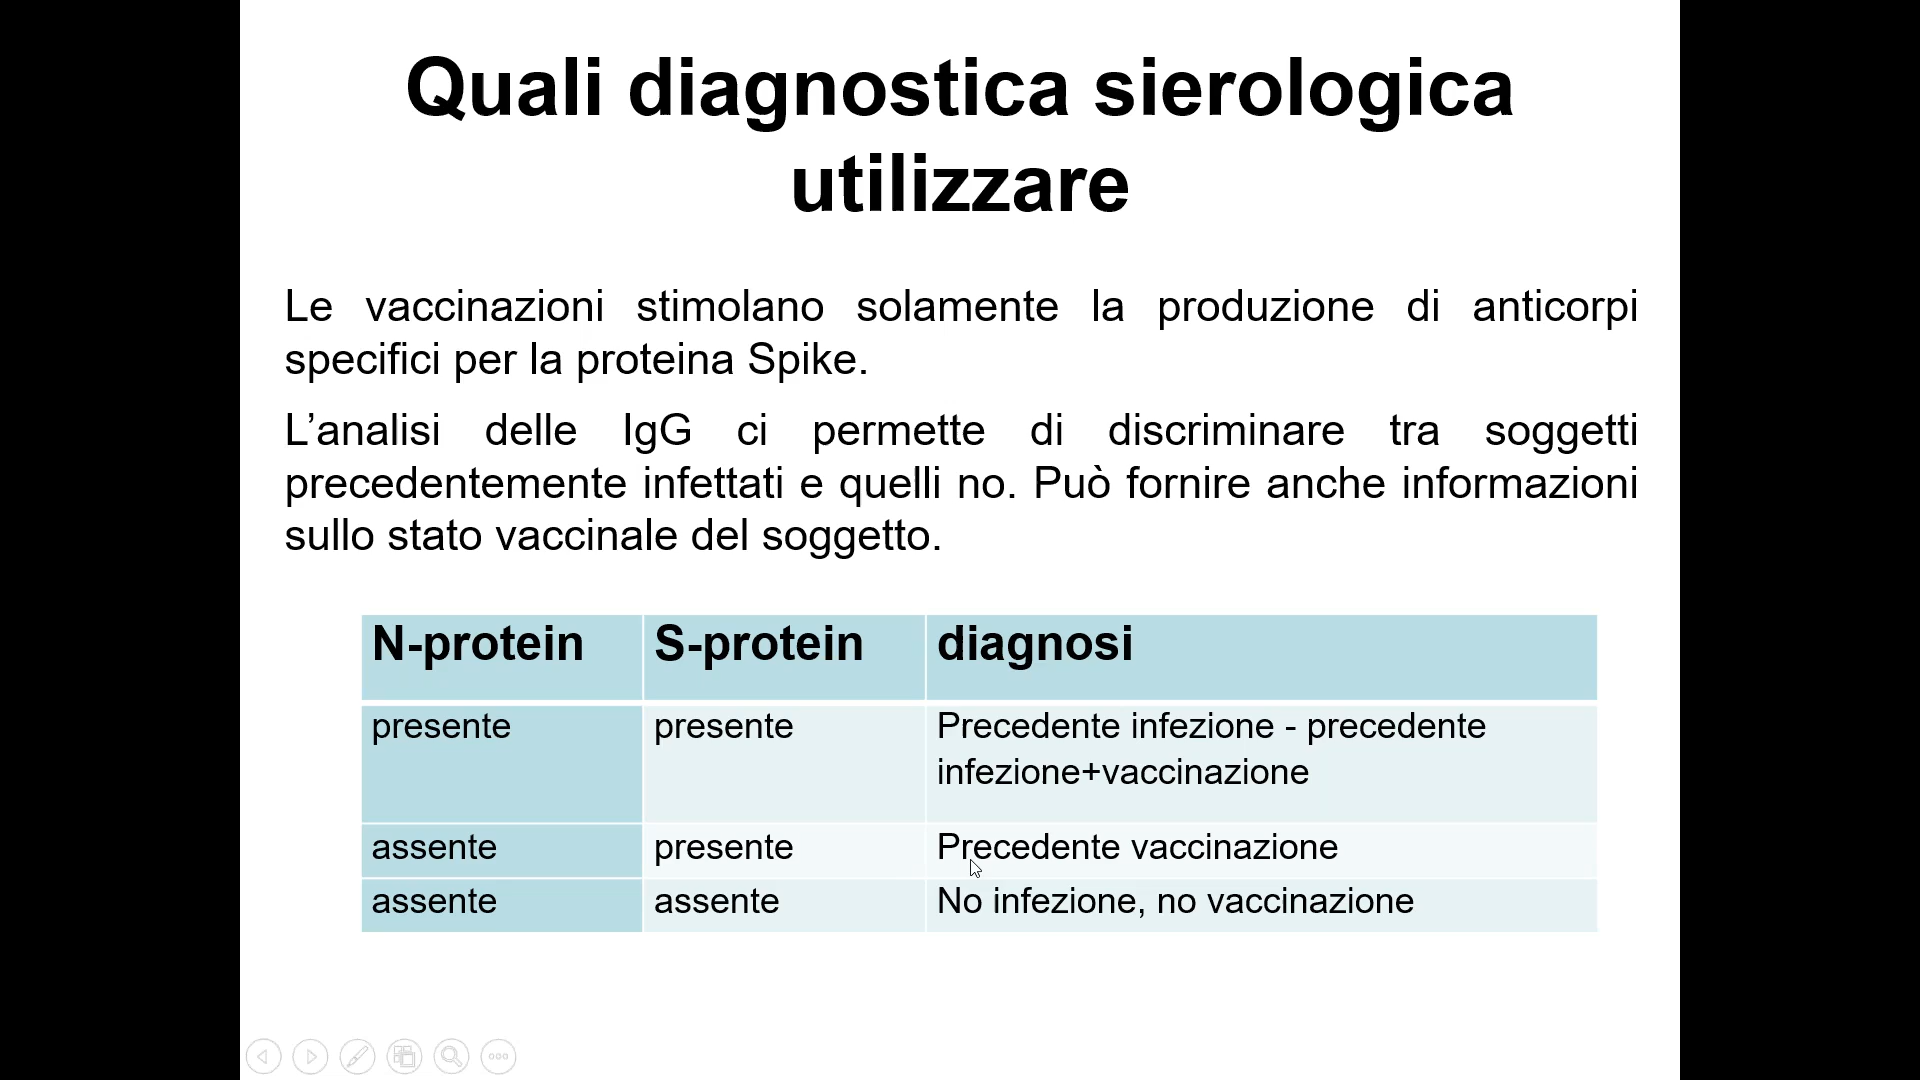 Quali diagnostica sierologica
utilizzare
Le vaccinazioni stimolano solamente la produzione di anticorpi
specifici per la proteina Spike.
L’analisi delle IgG ci permette di discriminare tra soggetti
precedentemente infettati e quelli no. Può fornire anche informazioni
sullo stato vaccinale del soggetto.
N-protein S-protein diagnosi
presente presente Precedente infezione - precedente
infezione+vaccinazione
assente presente Precedente vaccinazione
assente assente No infezione, no vaccinazione